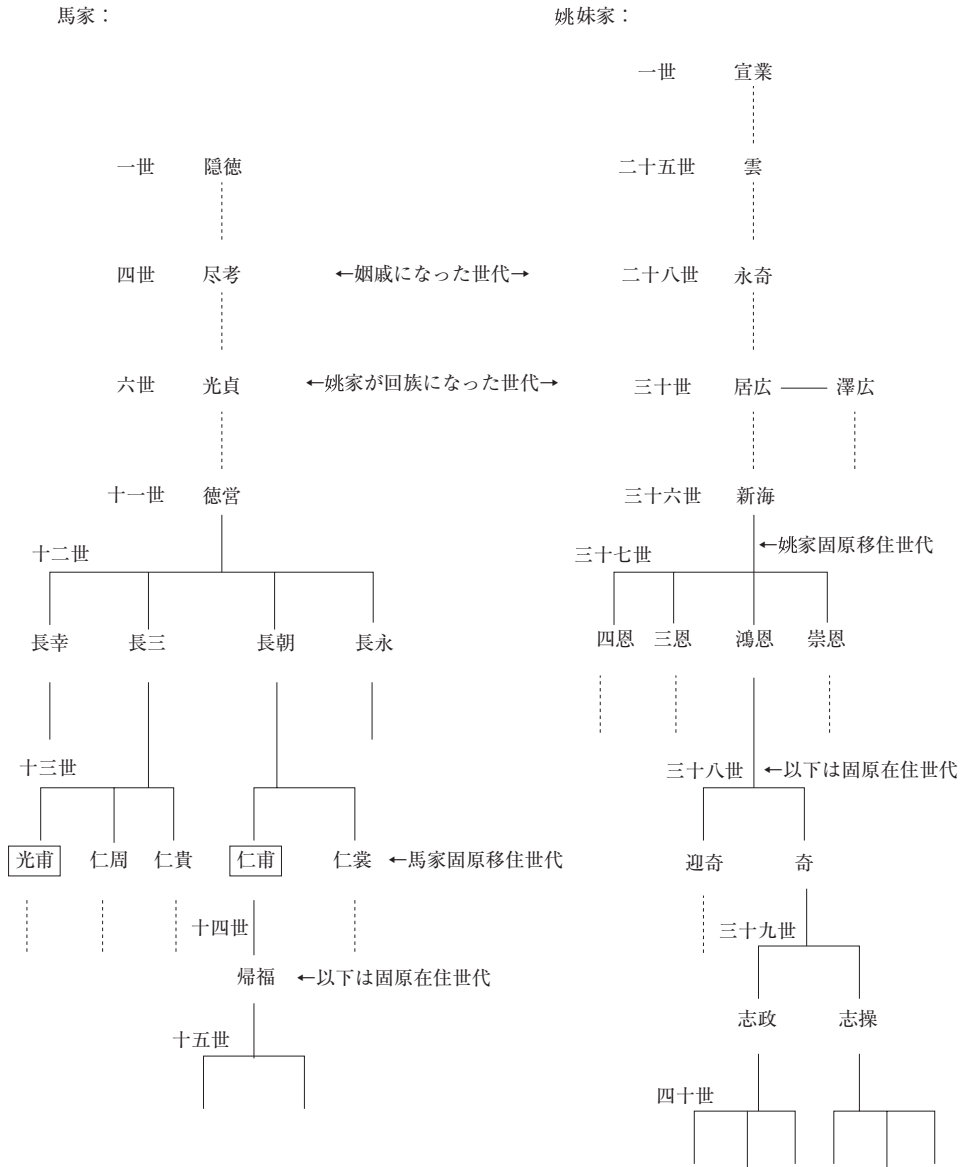 馬家：
姚妹家：
一世 宣業
一世 隠徳
二十五世 雲
四世 尽考 ←姻戚になった世代→ 二十八世 永奇
六世 光貞 ←姚家が回族になった世代→ 三十世 居広 澤広
十一世 徳営
三十六世 新海
←姚家固原移住世代
十二世
三十七世
長幸 長三 長朝 長永
四恩 三恩 鴻恩 崇恩
十三世
三十八世 ←以下は固原在住世代
光甫 仁周 仁貴 仁甫 仁裳 ←馬家固原移住世代
迎奇 奇
十四世
三十九世
帰福 ←以下は固原在住世代
志政 志操
十五世
四十世